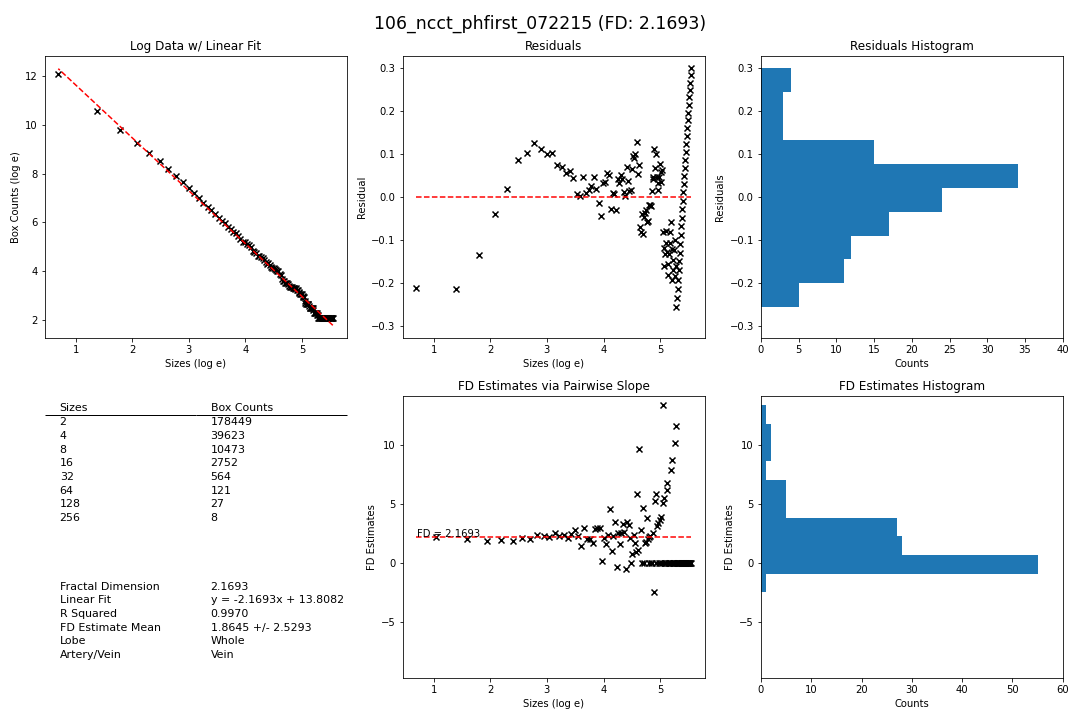 106_ncct_phfirst_072215 (FD: 2.1693)
Log Data w/ Linear Fit
Box Counts (log e)
12
10
8
6
4
2
1 2 3 4 5
Sizes (log e)
Residuals
Residual
0.3
0.2
0.1
0.0
−0.1
−0.2
−0.3
1 2 3 4 5
Sizes (log e)
Residuals Histogram
Residuals
0.3
0.2
0.1
0.0
−0.1
−0.2
−0.3
0 5 10 15 20 25 30 35 40
Counts
Sizes Box Counts
2 178449
4 39623
8 10473
16 2752
32 564
64 121
128 27
256 8
Fractal Dimension 2.1693
Linear Fit y = -2.1693x + 13.8082
R Squared 0.9970
FD Estimate Mean 1.8645 +/- 2.5293
Lobe Whole
Artery/Vein Vein
FD Estimates via Pairwise Slope
FD Estimates
10
5
0
−5
FD = 2.1693
1 2 3 4 5
Sizes (log e)
FD Estimates Histogram
FD Estimates
10
5
0
−5
0 10 20 30 40 50 60
Counts